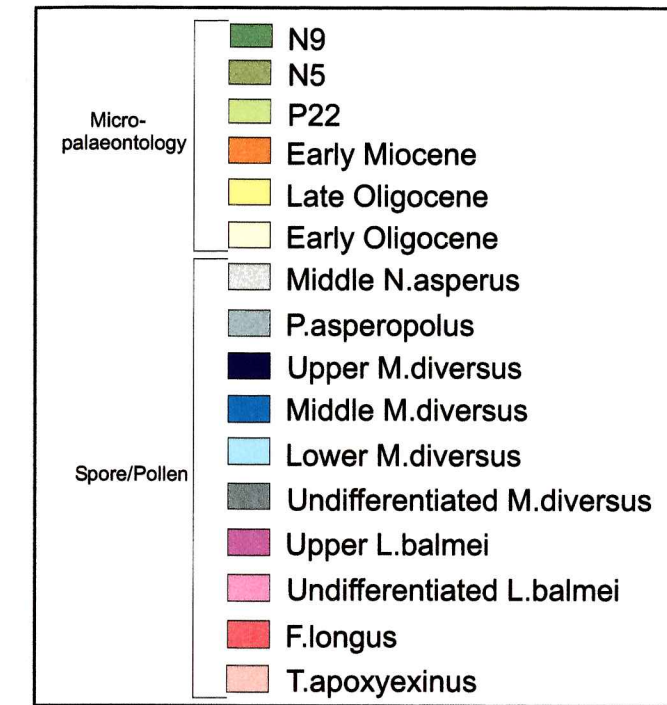 Micro-
palaeontology
N9
N5
P22
Early Miocene
Late Oligocene
Early Oligocene
Spore/Pollen
Middle N.asperus
P.asperopolus
Upper M.diversus
Middle M.diversus
Lower M.diversus
Undifferentiated M.diversus
Upper L.balmei
Undifferentiated L.balmei
F.longus
T.apoxyexinus